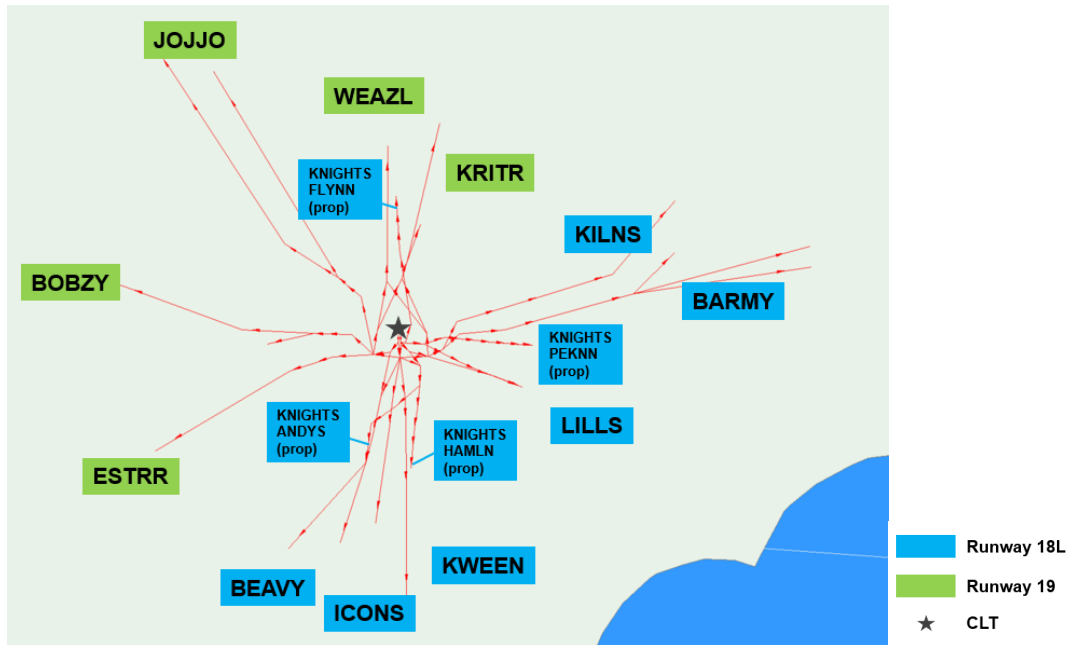 JOJJO
WEAZL
KNIGHTS
FLYNN
(prop)
KRITR
KILNS
BOBZY
BARMY
KNIGHTS
PEKNN
(prop)
KNIGHTS
ANDYS
(prop)
KNIGHTS
HAMLN
(prop)
LILLS
ESTRR
KWEEN
BEAVY
ICONS
Runway 18L
Runway 19
CLT